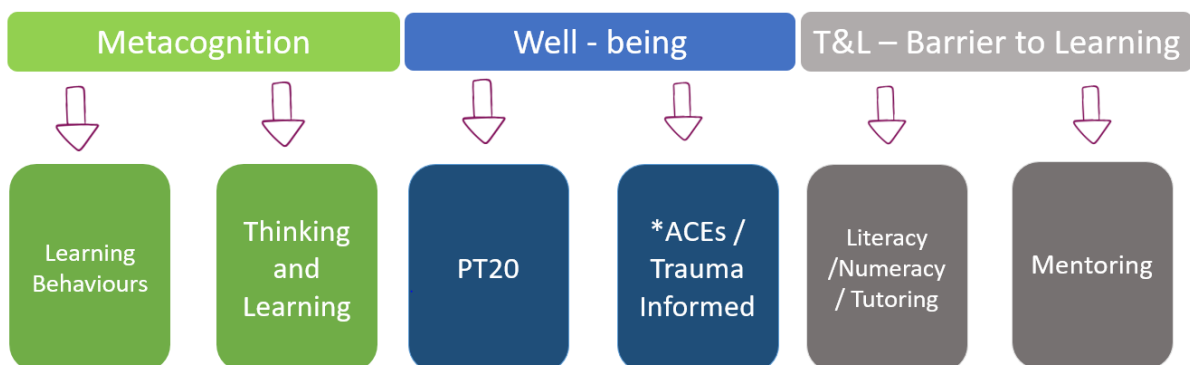 Metacognition
Well - being
T&L – Barrier to Learning
Learning
Behaviours
Thinking
and
Learning
PT20
*ACEs /
Trauma
Informed
Literacy
/Numeracy
/ Tutoring
Mentoring